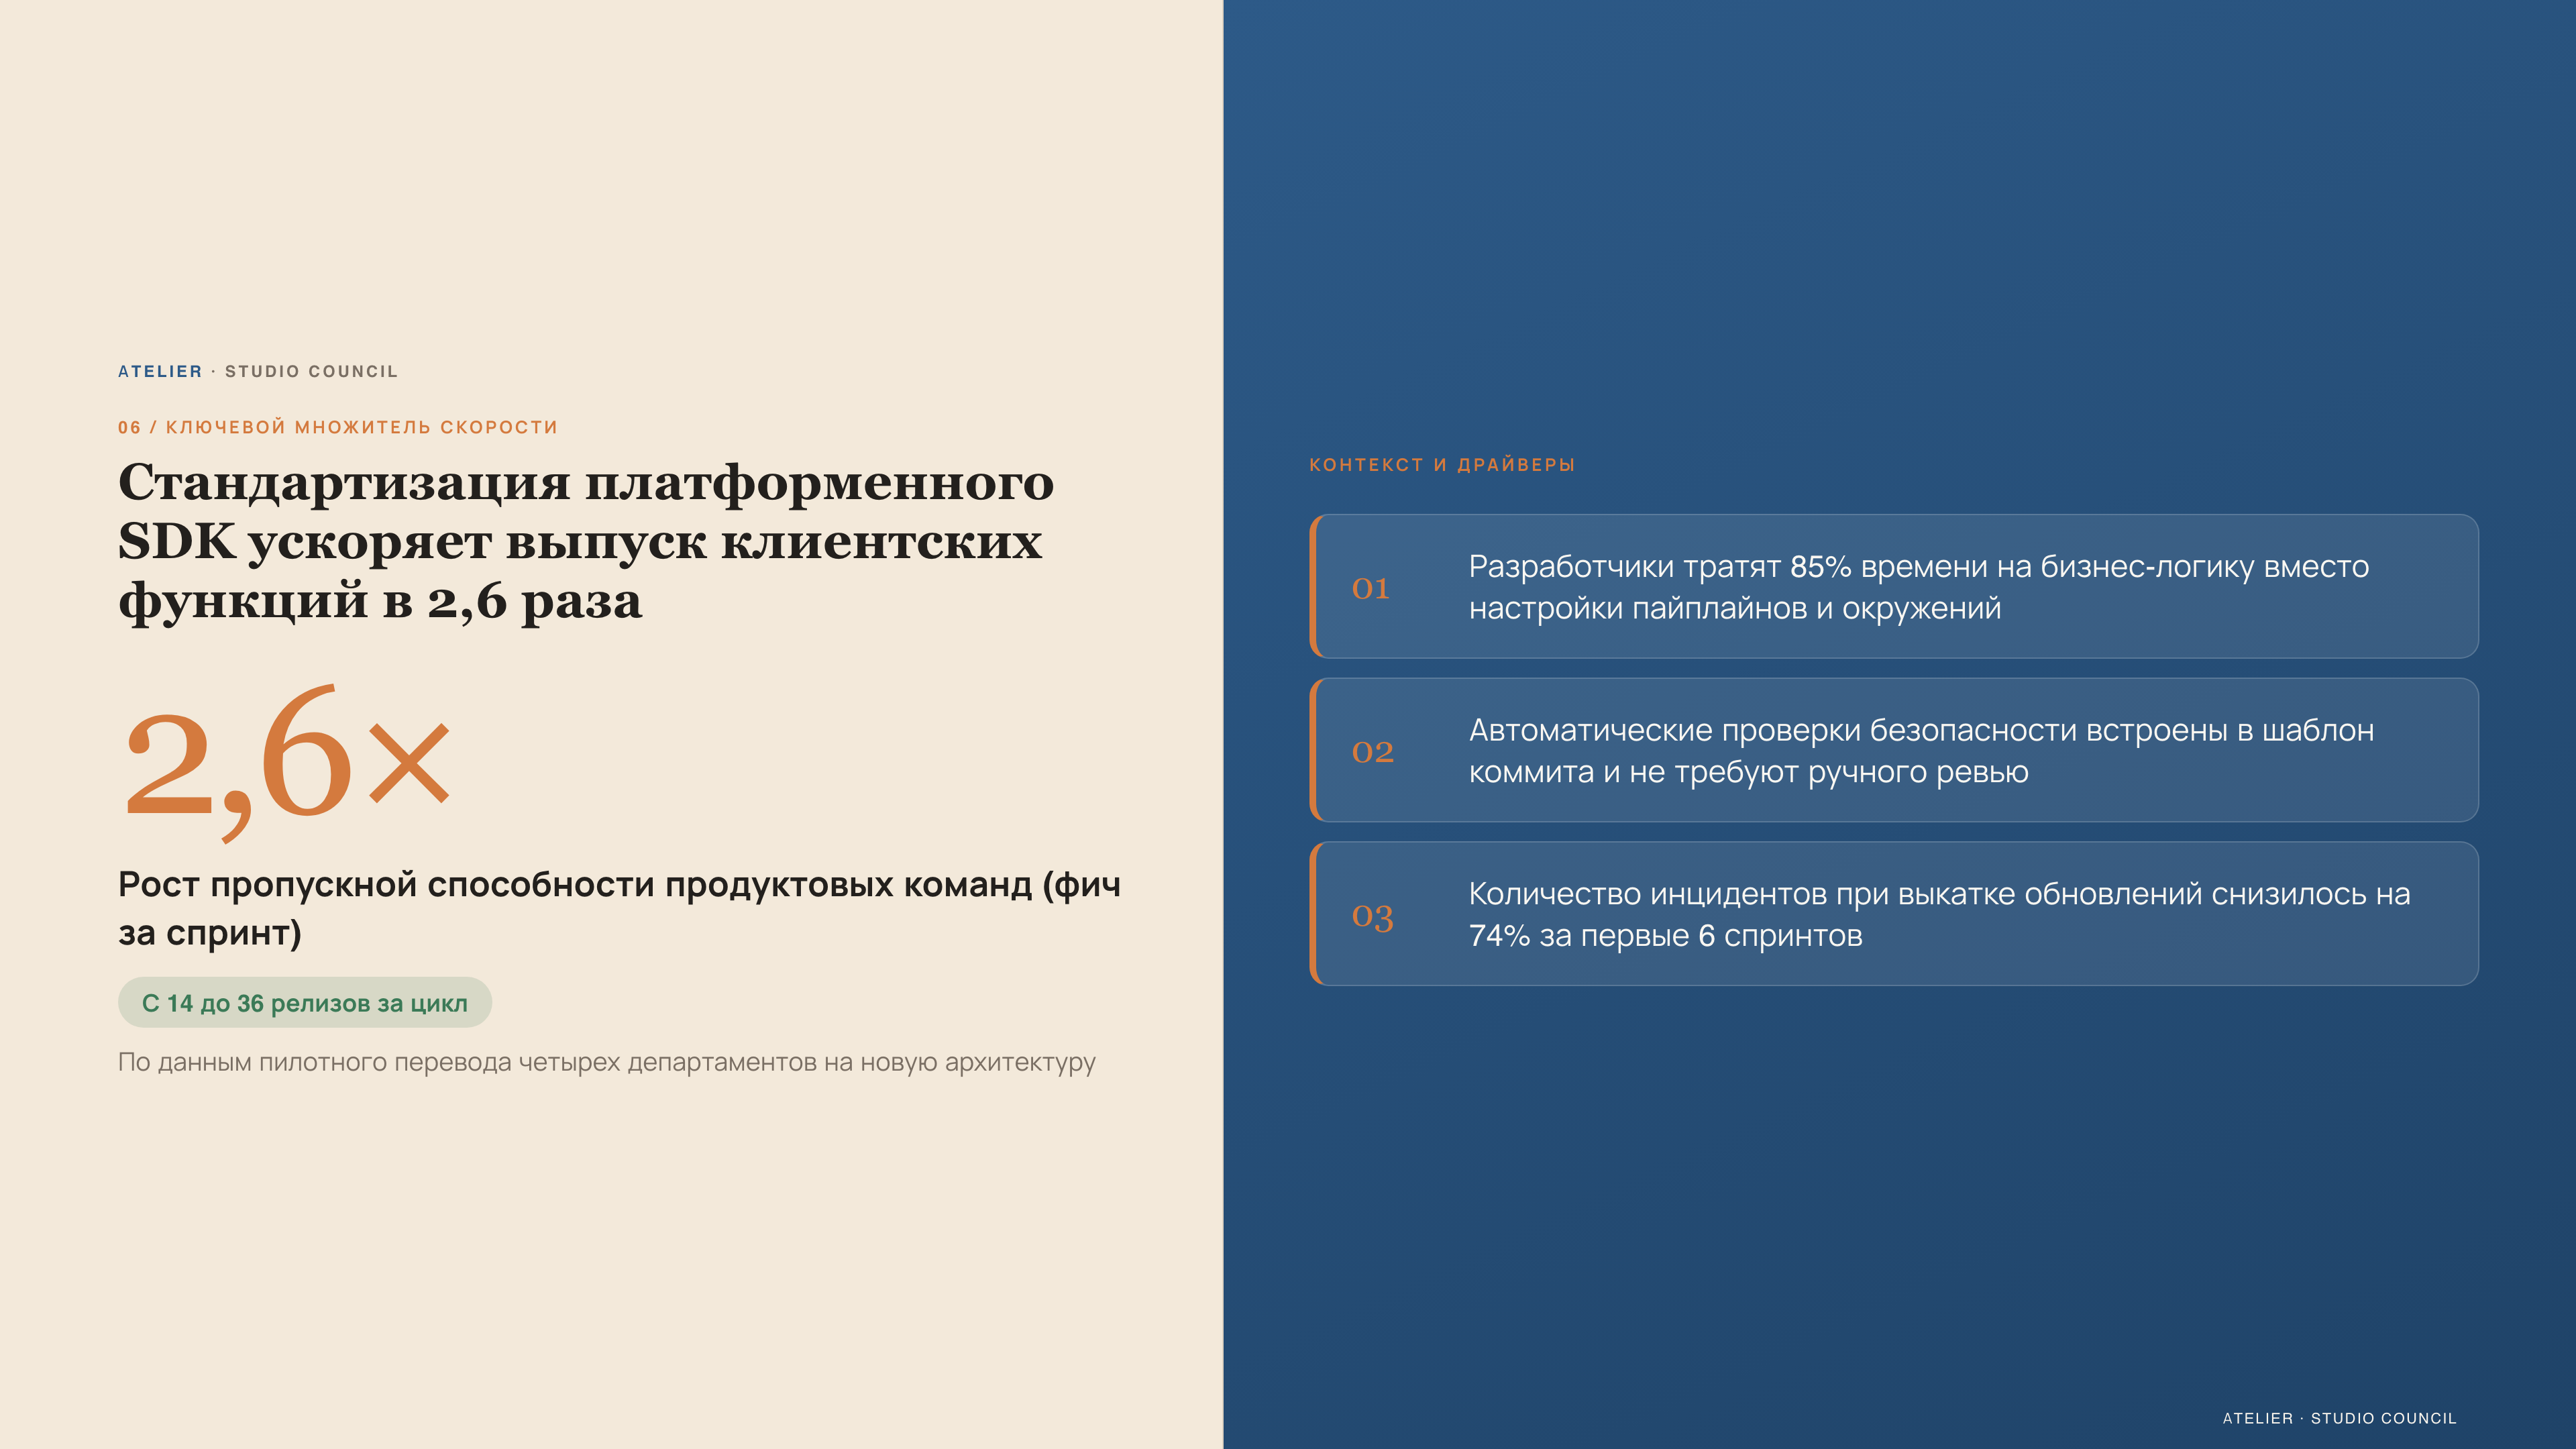 ATELIER · STUDIO COUNCIL
06 / КЛЮЧЕВОЙ МНОЖИТЕЛЬ СКОРОСТИ
Стандартизация платформенного
SDK ускоряет выпуск клиентских
функций в 2,6 раза
2,6×
Рост пропускной способности продуктовых команд (фич
за спринт)
С 14 до 36 релизов за цикл
По данным пилотного перевода четырех департаментов на новую архитектуру
КОНТЕКСТ И ДРАЙВЕРЫ
01
Разработчики тратят 85% времени на бизнес-логику вместо
настройки пайплайнов и окружений
02
Автоматические проверки безопасности встроены в шаблон
коммита и не требуют ручного ревью
03
Количество инцидентов при выкатке обновлений снизилось на
74% за первые 6 спринтов
ATELIER · STUDIO COUNCIL